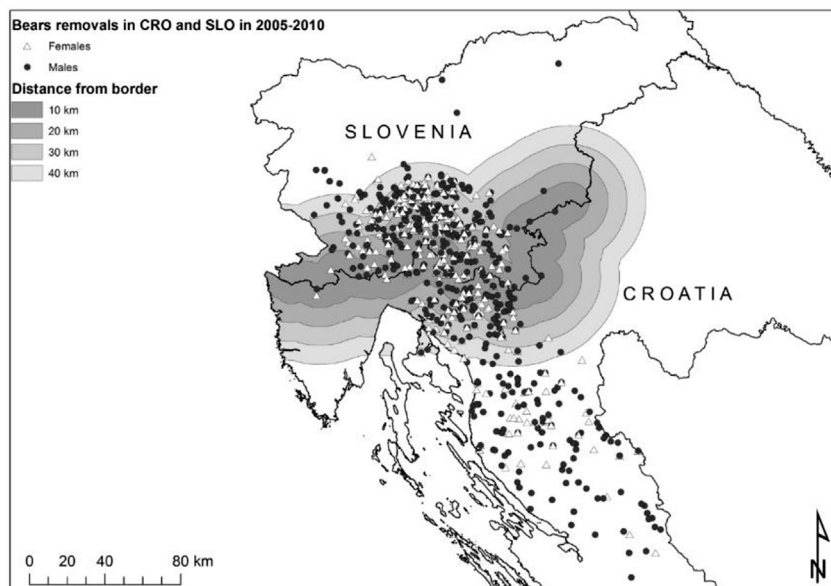 Bears removals in CRO and SLO in 2005-2010
Females
Males
Distance from border
10 km
20 km
30 km
40 km
SLOVENIA
CROATIA
0 20 40 80 km
N